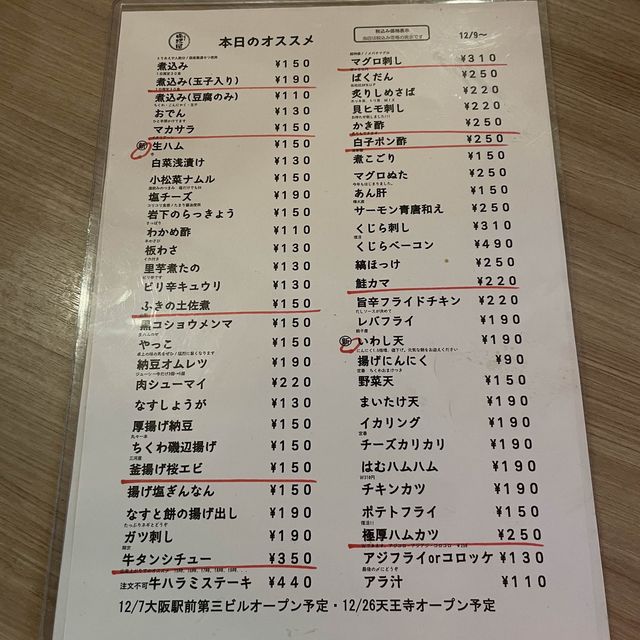 本日のオススメ
税込み価格表示
12/9～
煮込み ¥150
煮込み(玉子入り) ¥190
煮込み(豆腐のみ) ¥110
おでん ¥130
マカサラ ¥150
新 生ハム ¥150
白菜浅漬け ¥130
小松菜ナムル ¥150
塩チーズ ¥190
岩下のらっきょう ¥150
わかめ酢 ¥110
板わさ ¥130
里芋煮たの ¥130
ピリ辛キュウリ ¥130
ふきの土佐煮 ¥150
黒コショウメンマ ¥150
やっこ ¥150
納豆オムレツ ¥190
肉シューマイ ¥220
なすしょうが ¥130
厚揚げ納豆 ¥150
ちくわ磯辺揚げ ¥150
釜揚げ桜エビ ¥150
揚げ塩ぎんなん ¥150
なすと餅の揚げ出し ¥190
ガツ刺し ¥190
牛タンシチュー ¥350
注文不可牛ハラミステーキ ¥440
マグロ刺し ¥310
ばくだん ¥250
炙りしめさば ¥220
貝ヒモ刺し ¥220
かき酢 ¥250
白子ポン酢 ¥250
煮こごり ¥150
マグロぬた ¥250
あん肝 ¥190
サーモン青唐和え ¥250
くじら刺し ¥310
くじらベーコン ¥490
縞ほっけ ¥250
鮭カマ ¥220
旨辛フライドチキン ¥220
レバフライ ¥190
新 いわし天 ¥190
揚げにんにく ¥90
野菜天 ¥150
まいたけ天 ¥190
イカリング ¥190
チーズカリカリ ¥190
はむハムハム ¥190
チキンカツ ¥190
ポテトフライ ¥150
極厚ハムカツ ¥250
アジフライorコロッケ ¥130
アラ汁 ¥110
12/7大阪駅前第三ビルオープン予定・12/26天王寺オープン予定